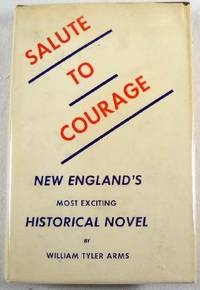 SALUTE
TO
COURAGE
NEW ENGLAND'S
MOST EXCITING
HISTORICAL NOVEL
BY
WILLIAM TYLER ARMS